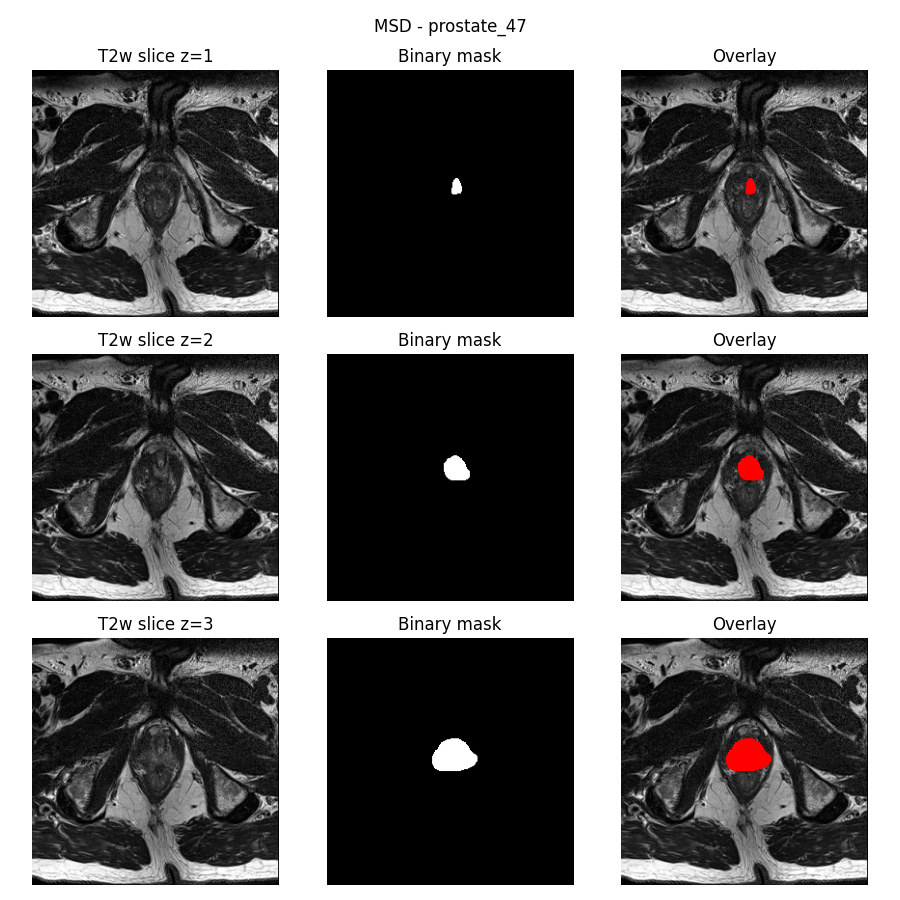 MSD - prostate_47
T2w slice z=1
Binary mask
Overlay
T2w slice z=2
Binary mask
Overlay
T2w slice z=3
Binary mask
Overlay